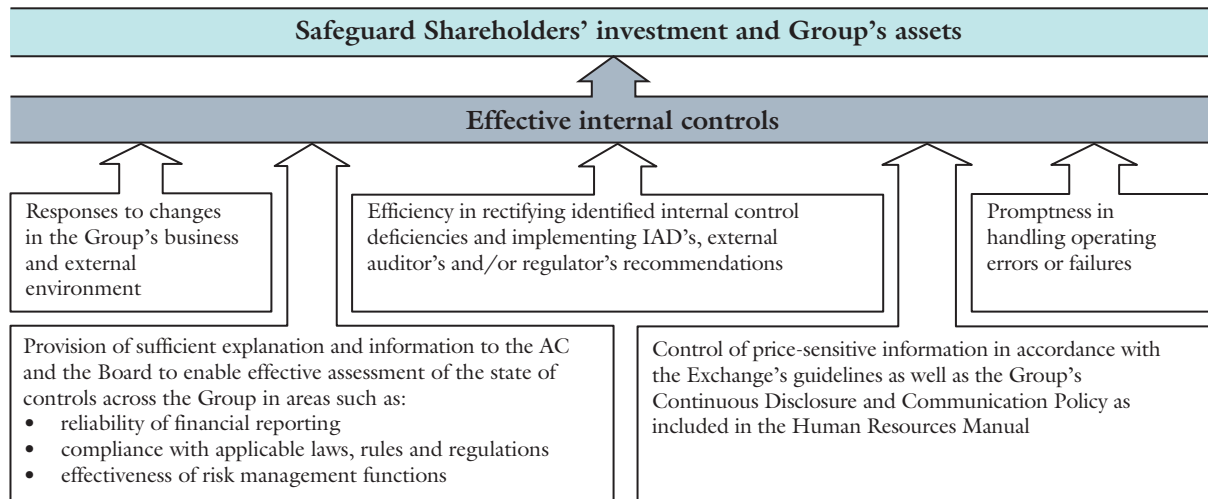 Safeguard Shareholders’ investment and Group’s assets
Effective internal controls
Responses to changes
in the Group’s business
and external
environment
Efficiency in rectifying identified internal control
deficiencies and implementing IAD’s, external
auditor’s and/or regulator’s recommendations
Promptness in
handling operating
errors or failures
Provision of sufficient explanation and information to the AC
and the Board to enable effective assessment of the state of
controls across the Group in areas such as:
• reliability of financial reporting
• compliance with applicable laws, rules and regulations
• effectiveness of risk management functions
Control of price-sensitive information in accordance with
the Exchange’s guidelines as well as the Group’s
Continuous Disclosure and Communication Policy as
included in the Human Resources Manual